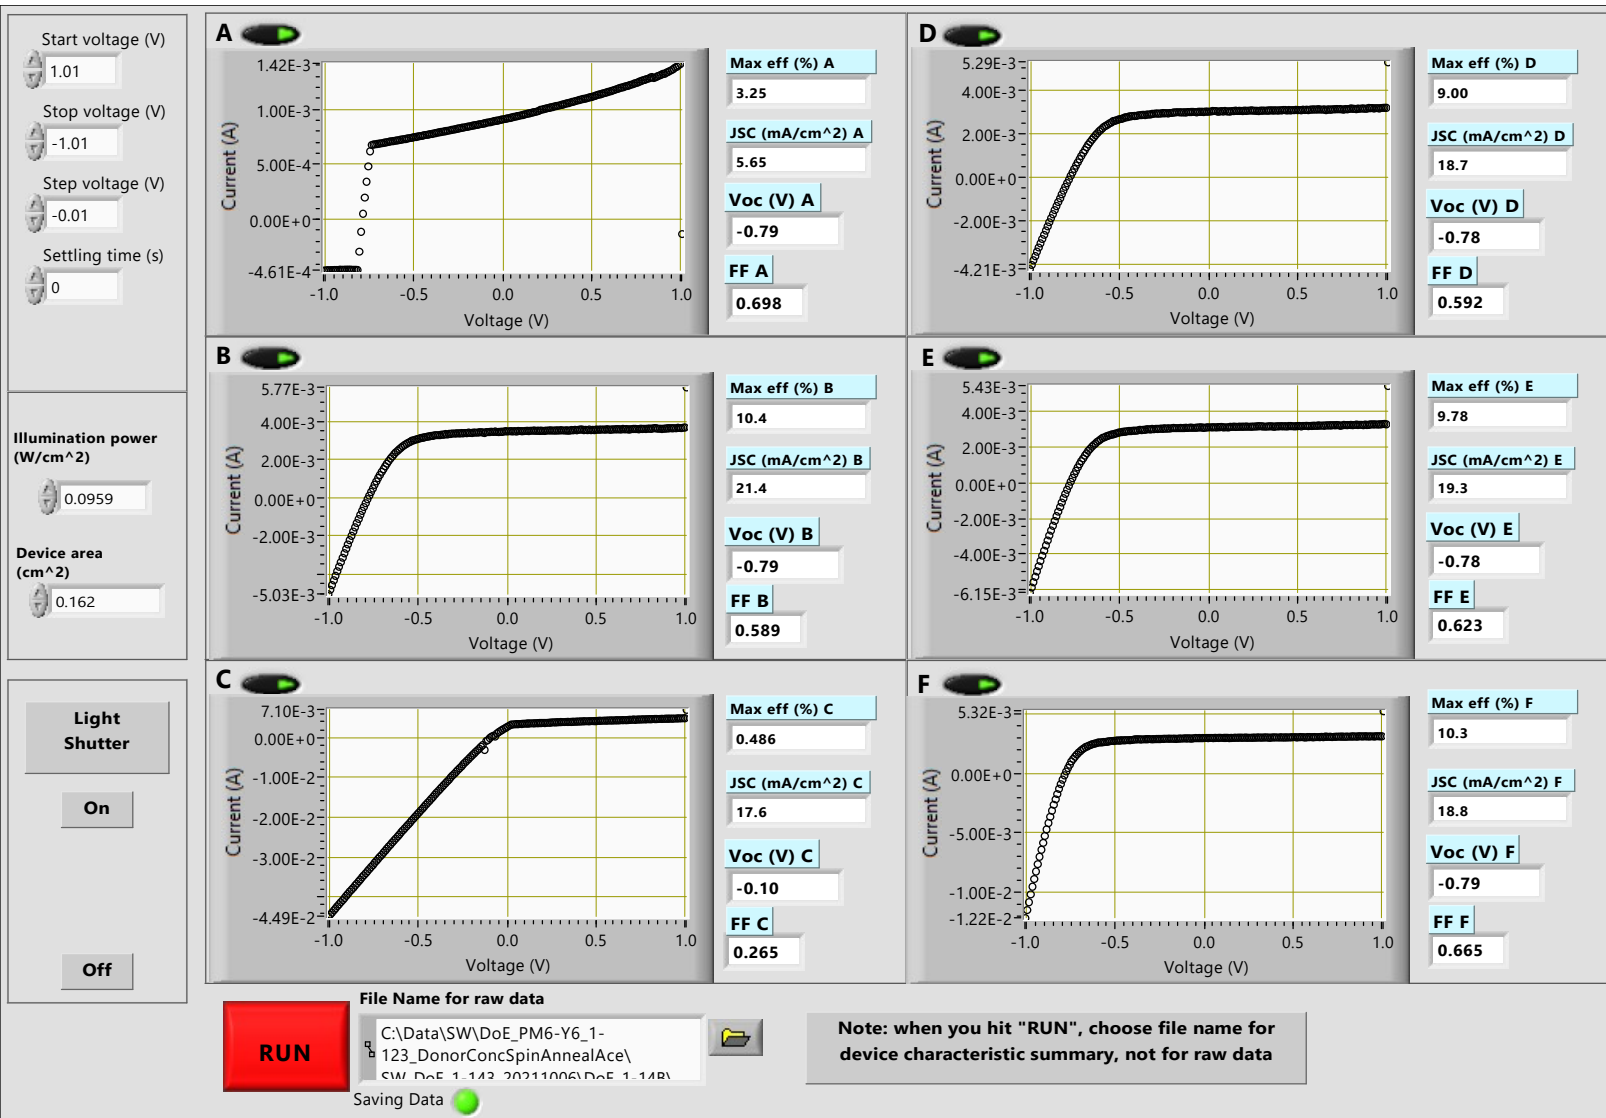 Start voltage (V)
1.01
Stop voltage (V)
-1.01
Step voltage (V)
-0.01
Settling time (s)
0
Illumination power
(W/cm^2)
0.0959
Device area
(cm^2)
0.162
Light
Shutter
On
Off
A
1.42E-3
1.00E-3
5.00E-4
0.00E+0
-4.61E-4
Current (A)
-1.0 -0.5 0.0 0.5 1.0
Voltage (V)
Max eff (%) A
3.25
JSC (mA/cm^2) A
5.65
Voc (V) A
-0.79
FF A
0.698
B
5.77E-3
4.00E-3
2.00E-3
0.00E+0
-2.00E-3
-5.03E-3
Current (A)
-1.0 -0.5 0.0 0.5 1.0
Voltage (V)
Max eff (%) B
10.4
JSC (mA/cm^2) B
21.4
Voc (V) B
-0.79
FF B
0.589
C
7.10E-3
0.00E+0
-1.00E-2
-2.00E-2
-3.00E-2
-4.49E-2
Current (A)
-1.0 -0.5 0.0 0.5 1.0
Voltage (V)
Max eff (%) C
0.486
JSC (mA/cm^2) C
17.6
Voc (V) C
-0.10
FF C
0.265
D
5.29E-3
4.00E-3
2.00E-3
0.00E+0
-2.00E-3
-4.21E-3
Current (A)
-1.0 -0.5 0.0 0.5 1.0
Voltage (V)
Max eff (%) D
9.00
JSC (mA/cm^2) D
18.7
Voc (V) D
-0.78
FF D
0.592
E
5.43E-3
4.00E-3
2.00E-3
0.00E+0
-2.00E-3
-4.00E-3
-6.15E-3
Current (A)
-1.0 -0.5 0.0 0.5 1.0
Voltage (V)
Max eff (%) E
9.78
JSC (mA/cm^2) E
19.3
Voc (V) E
-0.78
FF E
0.623
F
5.32E-3
0.00E+0
-5.00E-3
-1.00E-2
-1.22E-2
Current (A)
-1.0 -0.5 0.0 0.5 1.0
Voltage (V)
Max eff (%) F
10.3
JSC (mA/cm^2) F
18.8
Voc (V) F
-0.79
FF F
0.665
RUN
File Name for raw data
C:\Data\SW\DoE_PM6-Y6_1-
123_DonorConcSpinAnnealAce\
SW_DoE_1-143_20211006\DoE_1-14B\
Saving Data
Note: when you hit "RUN", choose file name for
device characteristic summary, not for raw data